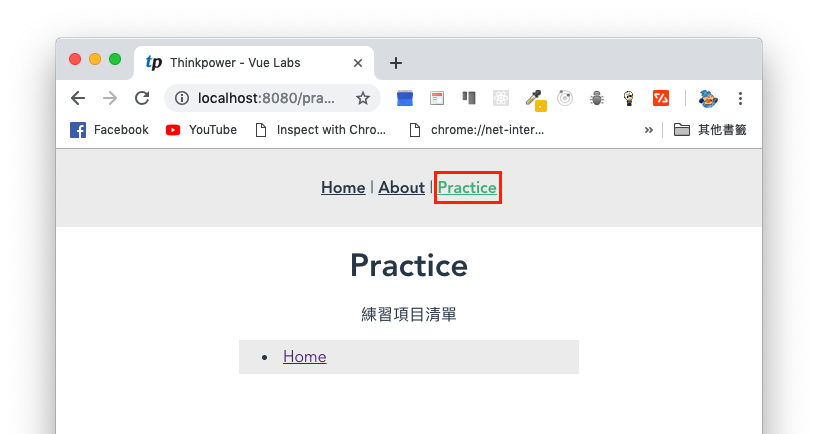 tp Thinkpower - Vue Labs
localhost:8080/pra...
Facebook YouTube Inspect with Chro... chrome://net-inter... » 其他書籤
Home | About | Practice
Practice
練習項目清單
• Home